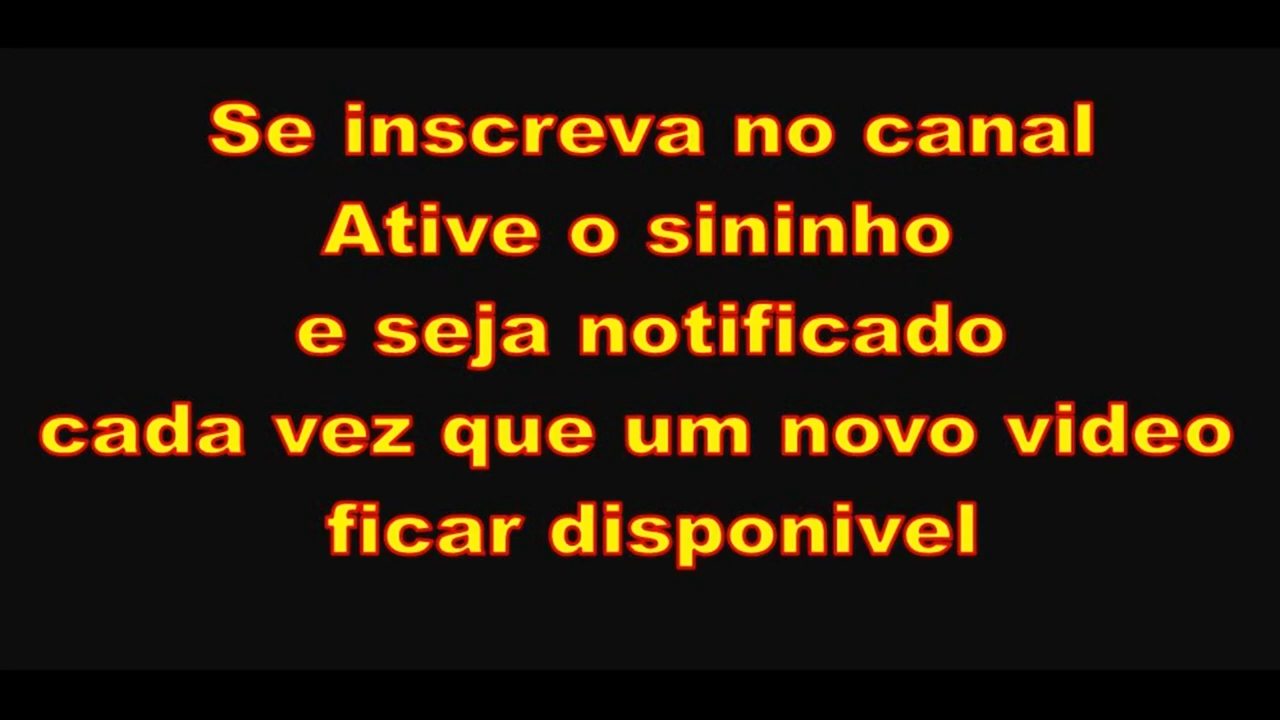 Se inscreva no canal
Ative o sininho
e seja notificado
cada vez que um novo video
ficar disponivel